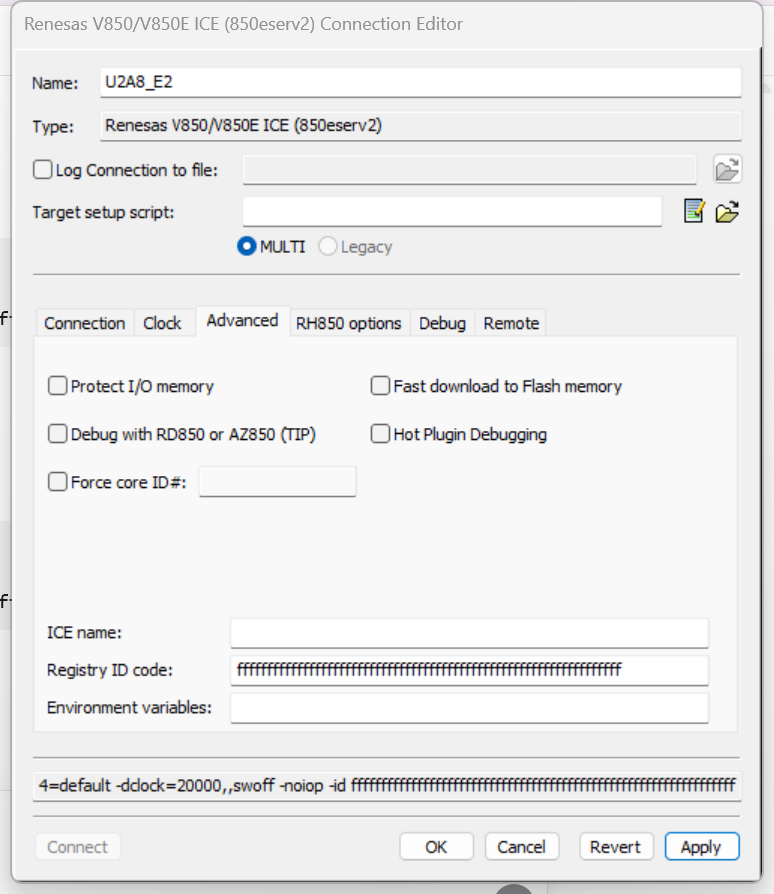 Renesas V850/V850E ICE (850eserv2) Connection Editor
Name: U2A8_E2
Type: Renesas V850/V850E ICE (850eserv2)
Log Connection to file:
Target setup script:
MULTI Legacy
Connection Clock Advanced RH850 options Debug Remote
Protect I/O memory Fast download to Flash memory
Debug with RD850 or AZ850 (TIP) Hot Plugin Debugging
Force core ID#:
ICE name:
Registry ID code: ffffffffffffffffffffffffffffffffffffffffffffffffffffffffffffffff
Environment variables:
4=default -dclock=20000,,swoff -noiop -id ffffffffffffffffffffffffffffffffffffffffffffffffffffffffffffffff
Connect OK Cancel Revert Apply